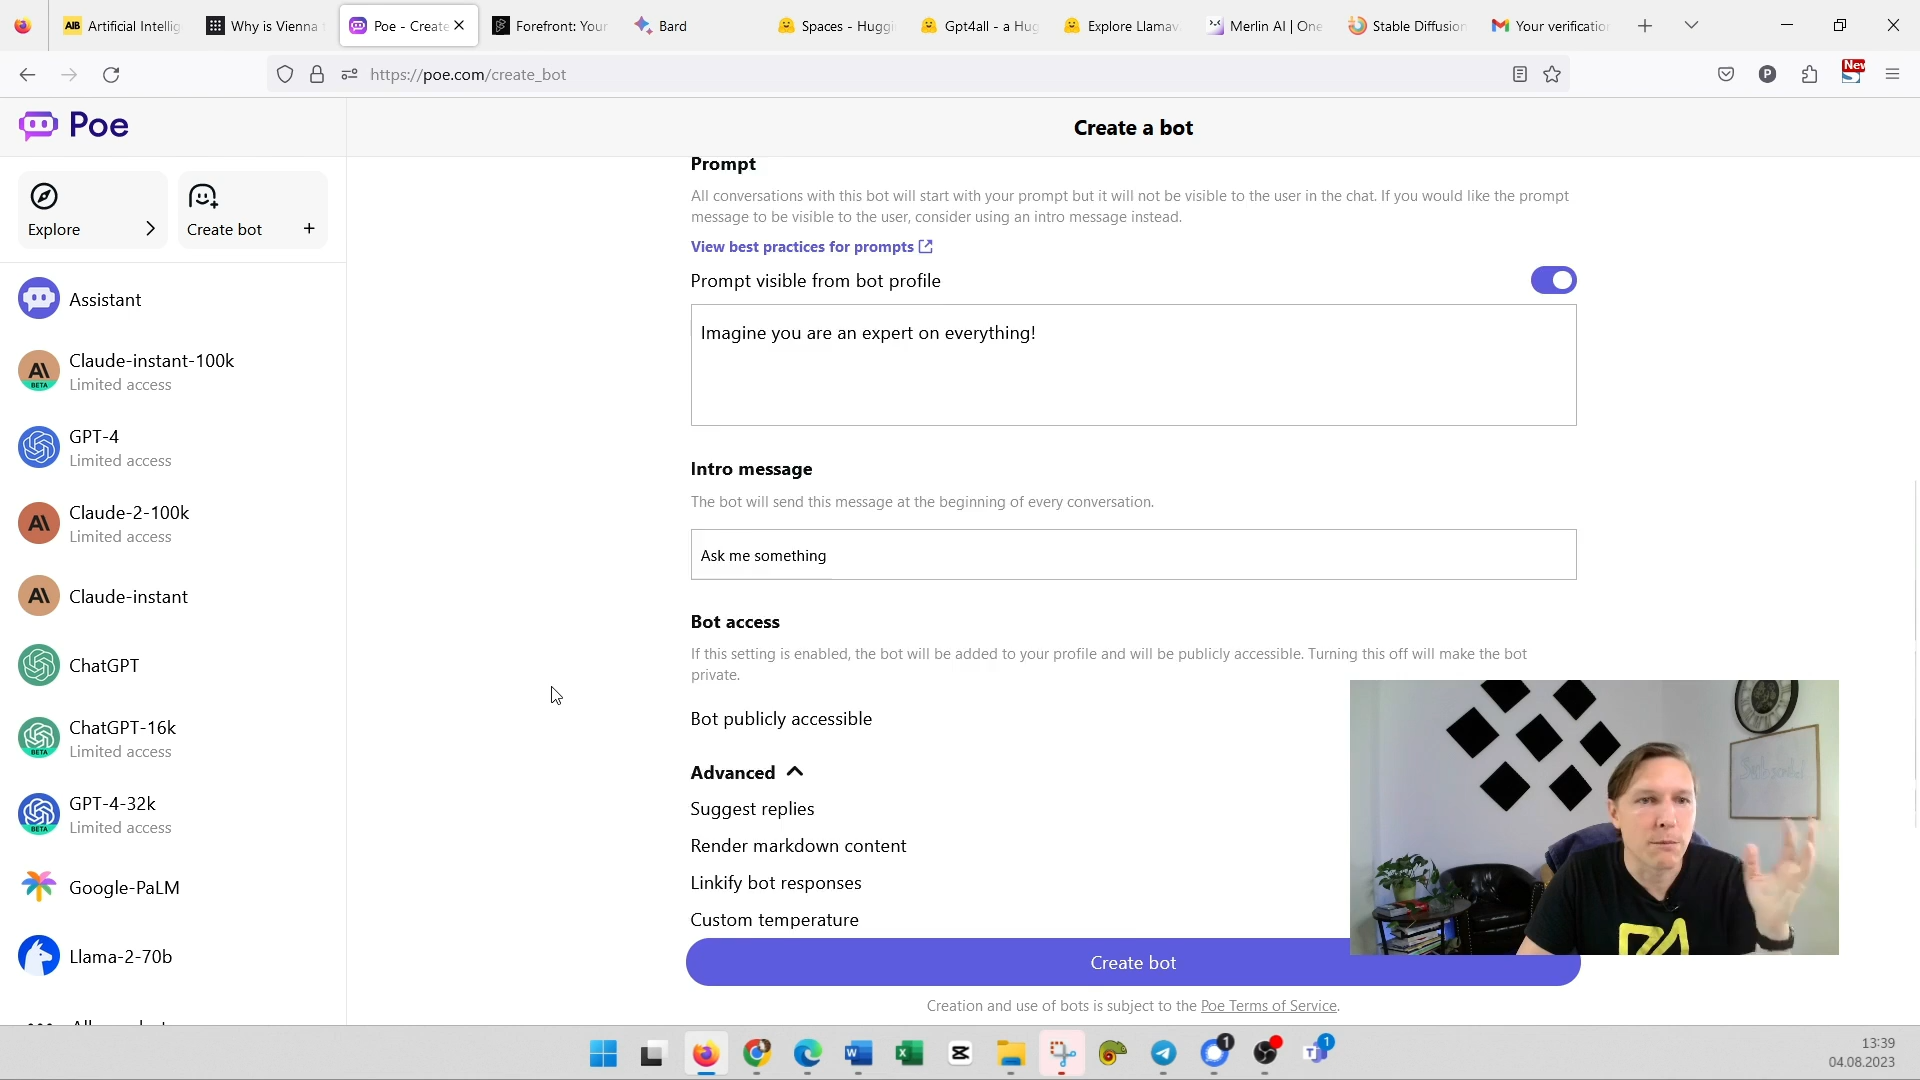 AIB Artificial Intellig
Why is Vienna
Poe - Create
Forefront: Your
Bard
Spaces - Huggi
Gpt4all - a Hug
Explore Llamav
Merlin AI | One
Stable Diffusion
Your verificatio
https://poe.com/create_bot
P
New
Poe
Create a bot
Explore
Create bot
Assistant
Claude-instant-100k
Limited access
BETA
GPT-4
Limited access
Claude-2-100k
Limited access
Claude-instant
ChatGPT
ChatGPT-16k
Limited access
BETA
GPT-4-32k
Limited access
BETA
Google-PaLM
Llama-2-70b
Prompt
All conversations with this bot will start with your prompt but it will not be visible to the user in the chat. If you would like the prompt
message to be visible to the user, consider using an intro message instead.
View best practices for prompts
Prompt visible from bot profile
Imagine you are an expert on everything!
Intro message
The bot will send this message at the beginning of every conversation.
Ask me something
Bot access
If this setting is enabled, the bot will be added to your profile and will be publicly accessible. Turning this off will make the bot
private.
Bot publicly accessible
Advanced
Suggest replies
Render markdown content
Linkify bot responses
Custom temperature
Create bot
Creation and use of bots is subject to the Poe Terms of Service.
1
1
13:39
04.08.2023